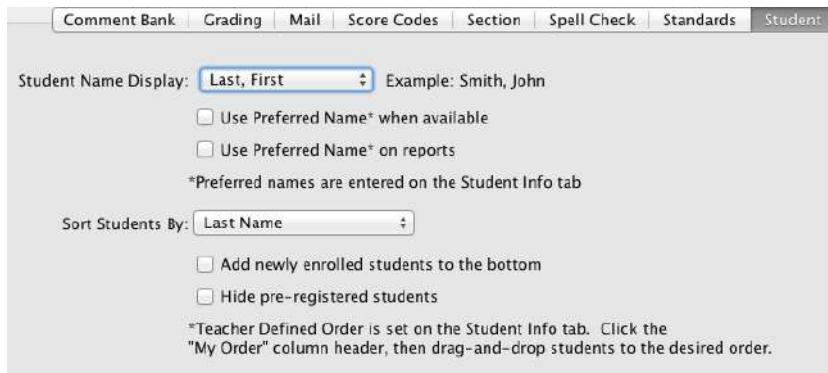 Comment Bank Grading Mail Score Codes Section Spell Check Standards Student
Student Name Display: Last, First Example: Smith, John
Use Preferred Name* when available
Use Preferred Name* on reports
*Preferred names are entered on the Student Info tab
Sort Students By: Last Name
Add newly enrolled students to the bottom
Hide pre-registered students
*Teacher Defined Order is set on the Student Info tab. Click the
"My Order" column header, then drag-and-drop students to the desired order.